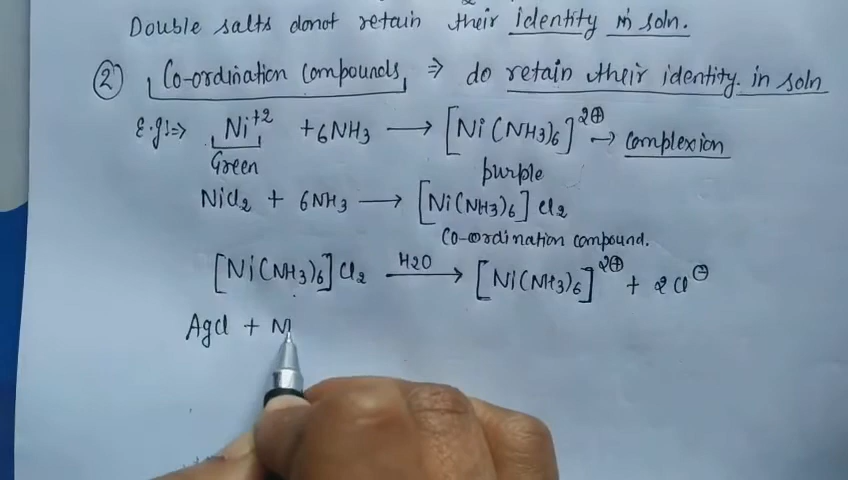 Double salts donot retain their identity in soln.
(2) Co-ordination compounds ⇒ do retain their identity. in soln
E.g.⇒ Ni+2 + 6NH3 → [Ni(NH3)6]2⊕ → complexion
Green purple
NiCl2 + 6NH3 → [Ni(NH3)6]Cl2
Co-ordination compound.
[Ni(NH3)6]Cl2 H2O → [Ni(NH3)6]2⊕ + 2Cl⊖
AgCl + N